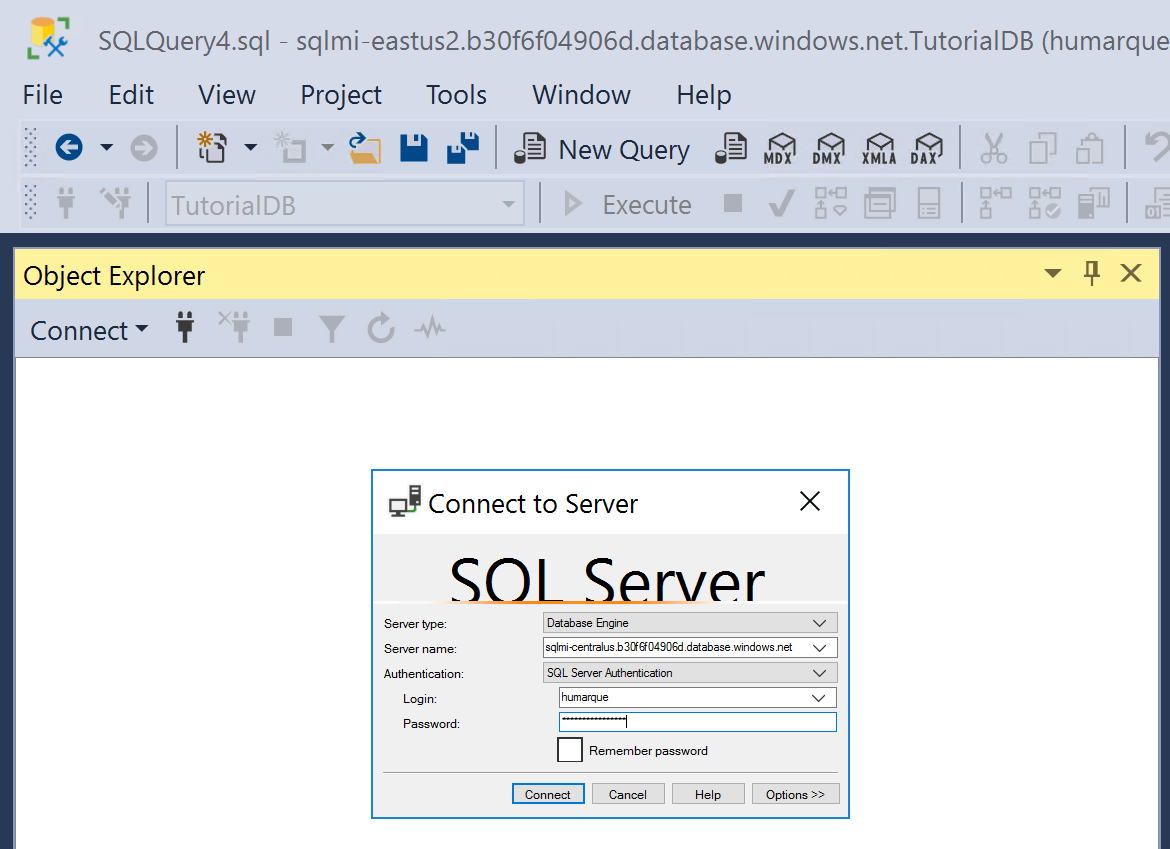 SQLQuery4.sql - sqlmi-eastus2.b30f6f04906d.database.windows.net.TutorialDB (humarque
File Edit View Project Tools Window Help
New Query MDX DMX XMLA DAX
TutorialDB Execute
Object Explorer
Connect
Connect to Server
SQL Server
Server type: Database Engine
Server name: sqlmi-centralus.b30f6f04906d.database.windows.net
Authentication: SQL Server Authentication
Login: humarque
Password: ****************
Remember password
Connect Cancel Help Options >>